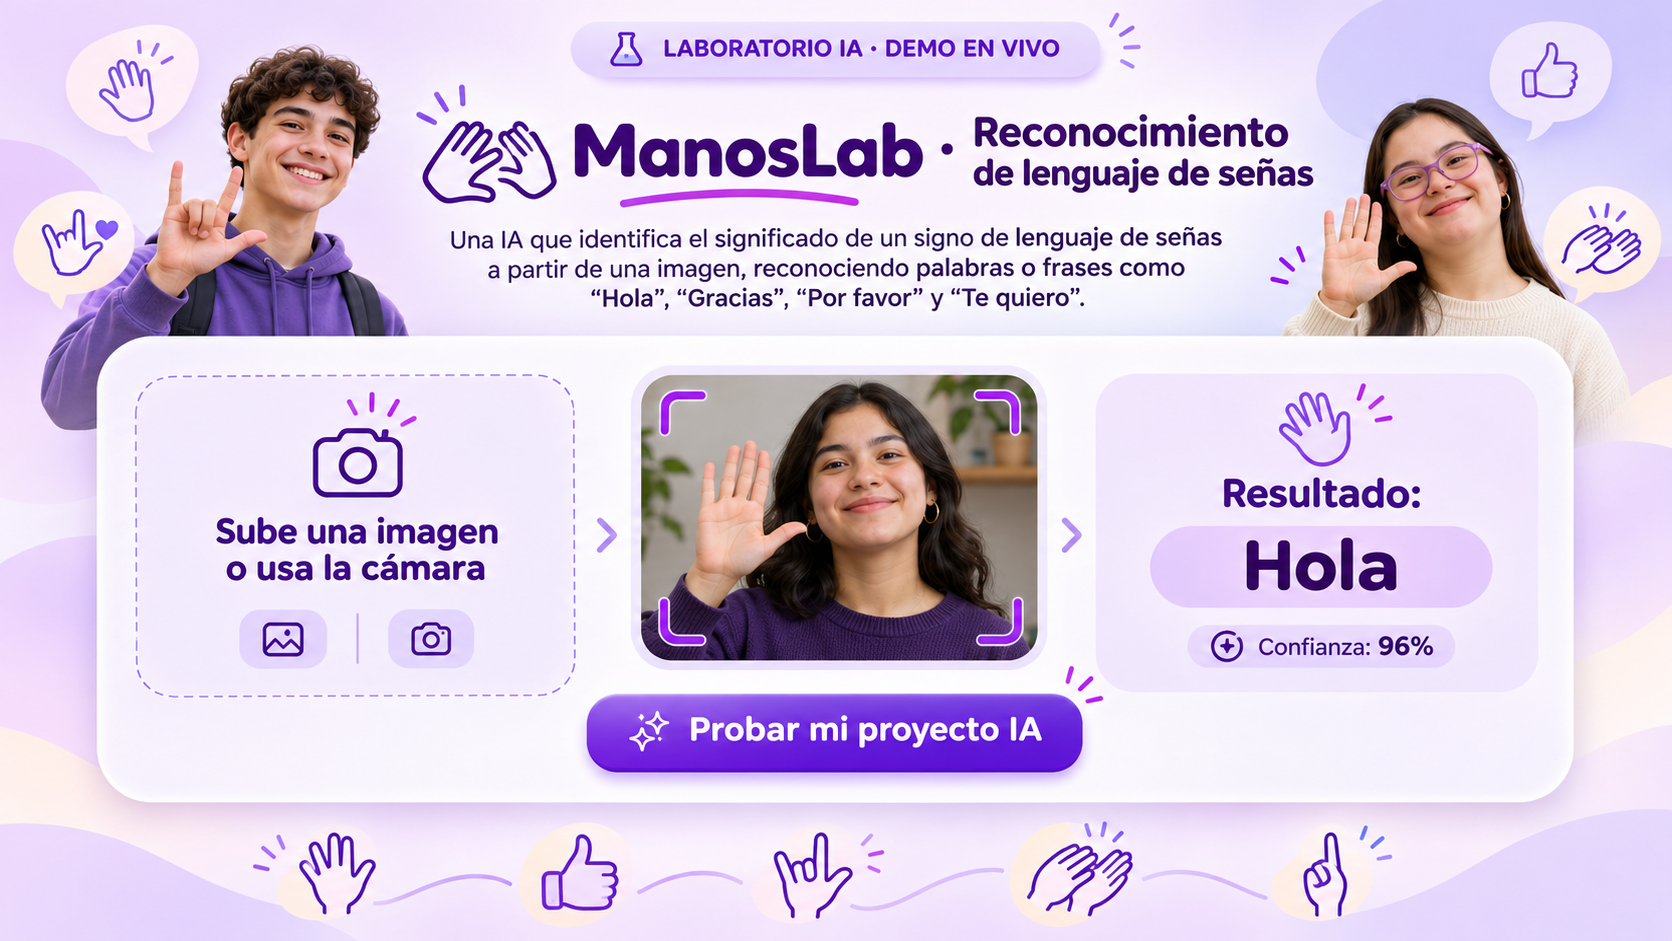 LABORATORIO IA · DEMO EN VIVO
ManosLab · Reconocimiento
de lenguaje de señas
Una IA que identifica el significado de un signo de lenguaje de señas
a partir de una imagen, reconociendo palabras o frases como
“Hola”, “Gracias”, “Por favor” y “Te quiero”.
Sube una imagen
o usa la cámara
Resultado:
Hola
Confianza: 96%
Probar mi proyecto IA